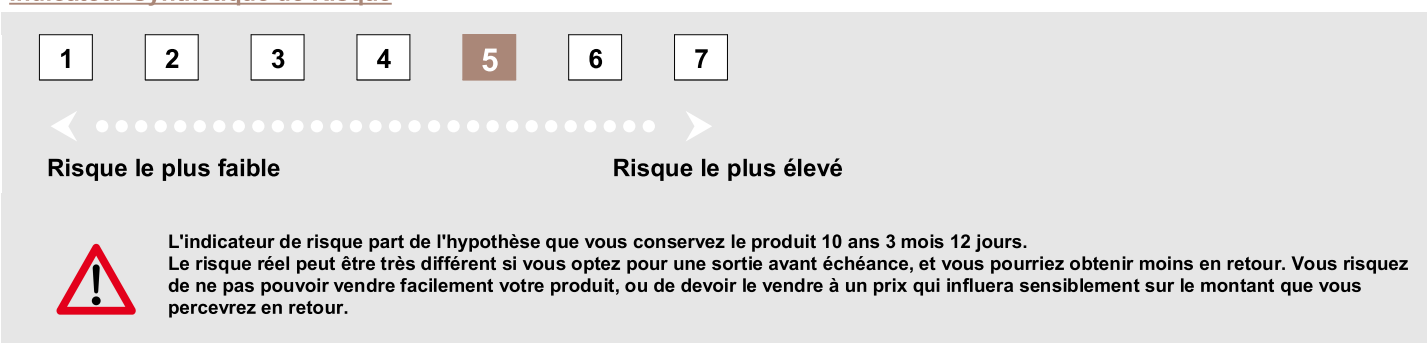 Indicateur Synthétique de Risque
1 2 3 4 5 6 7
Risque le plus faible Risque le plus élevé
L'indicateur de risque part de l'hypothèse que vous conservez le produit 10 ans 3 mois 12 jours.
Le risque réel peut être très différent si vous optez pour une sortie avant échéance, et vous pourriez obtenir moins en retour. Vous risquez
de ne pas pouvoir vendre facilement votre produit, ou de devoir le vendre à un prix qui influera sensiblement sur le montant que vous
percevrez en retour.